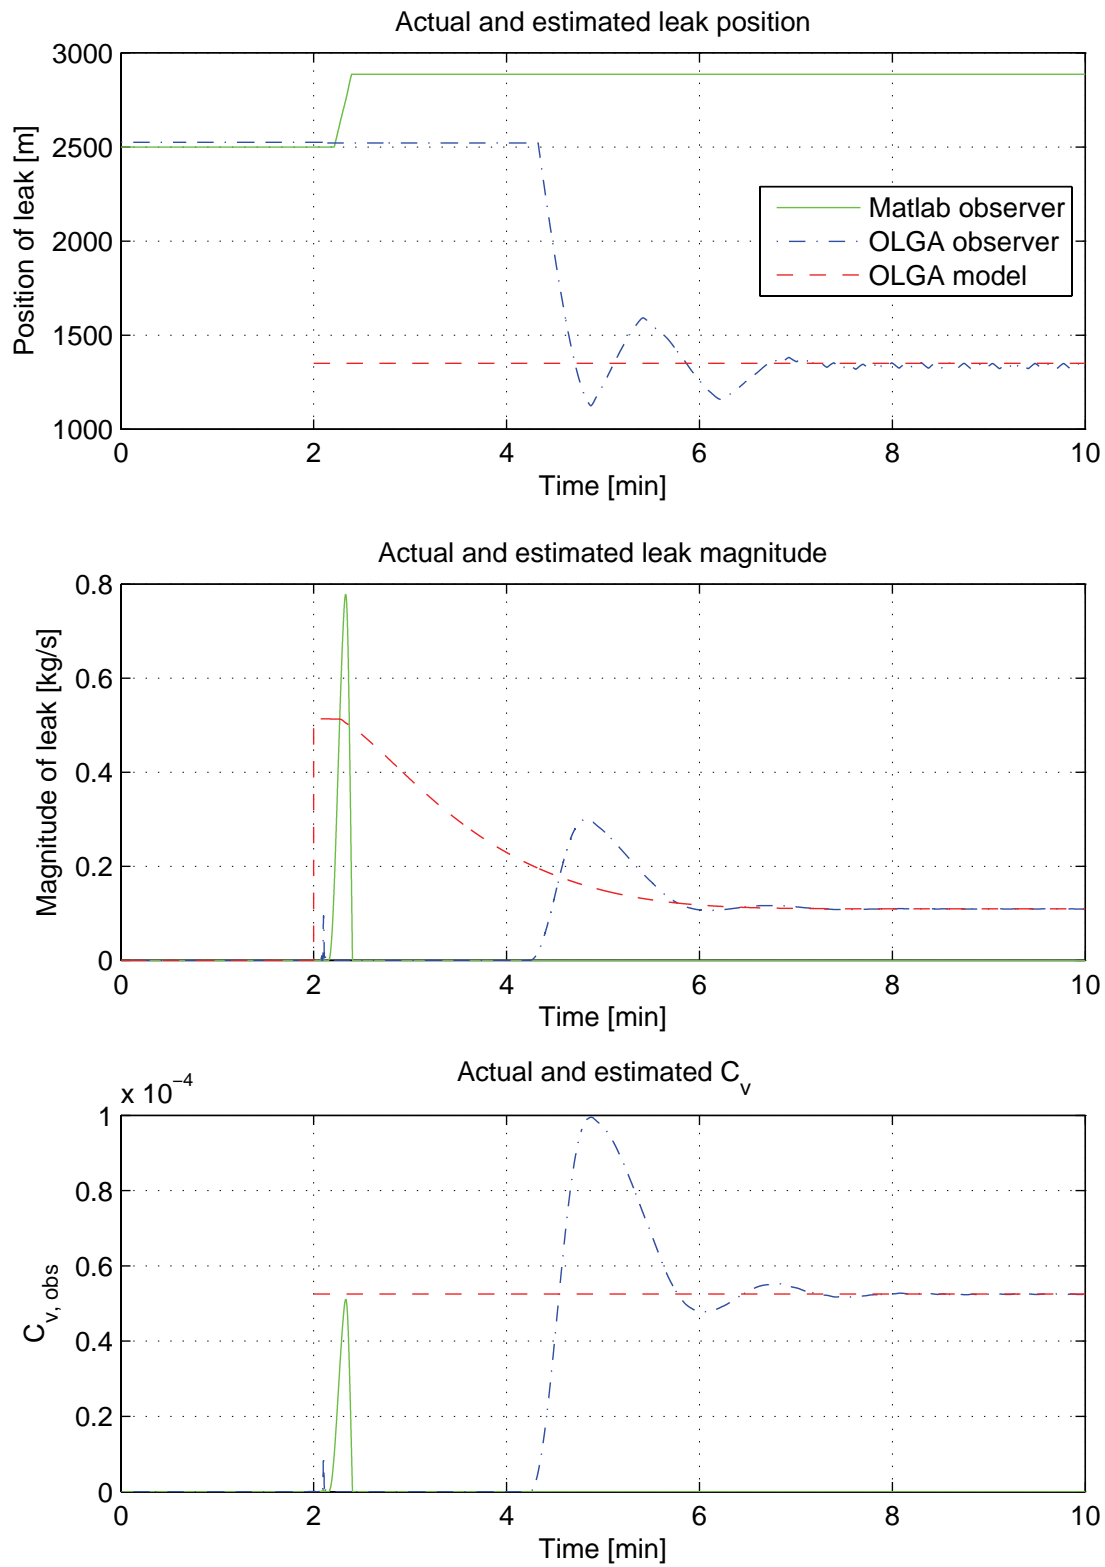 Actual and estimated leak position
Position of leak [m]
3000
2500
2000
1500
1000
Matlab observer
OLGA observer
OLGA model
0 2 4 6 8 10
Time [min]
Actual and estimated leak magnitude
Magnitude of leak [kg/s]
0.8
0.6
0.4
0.2
0
0 2 4 6 8 10
Time [min]
Actual and estimated C_v
x 10^−4
C_v, obs
1
0.8
0.6
0.4
0.2
0
0 2 4 6 8 10
Time [min]